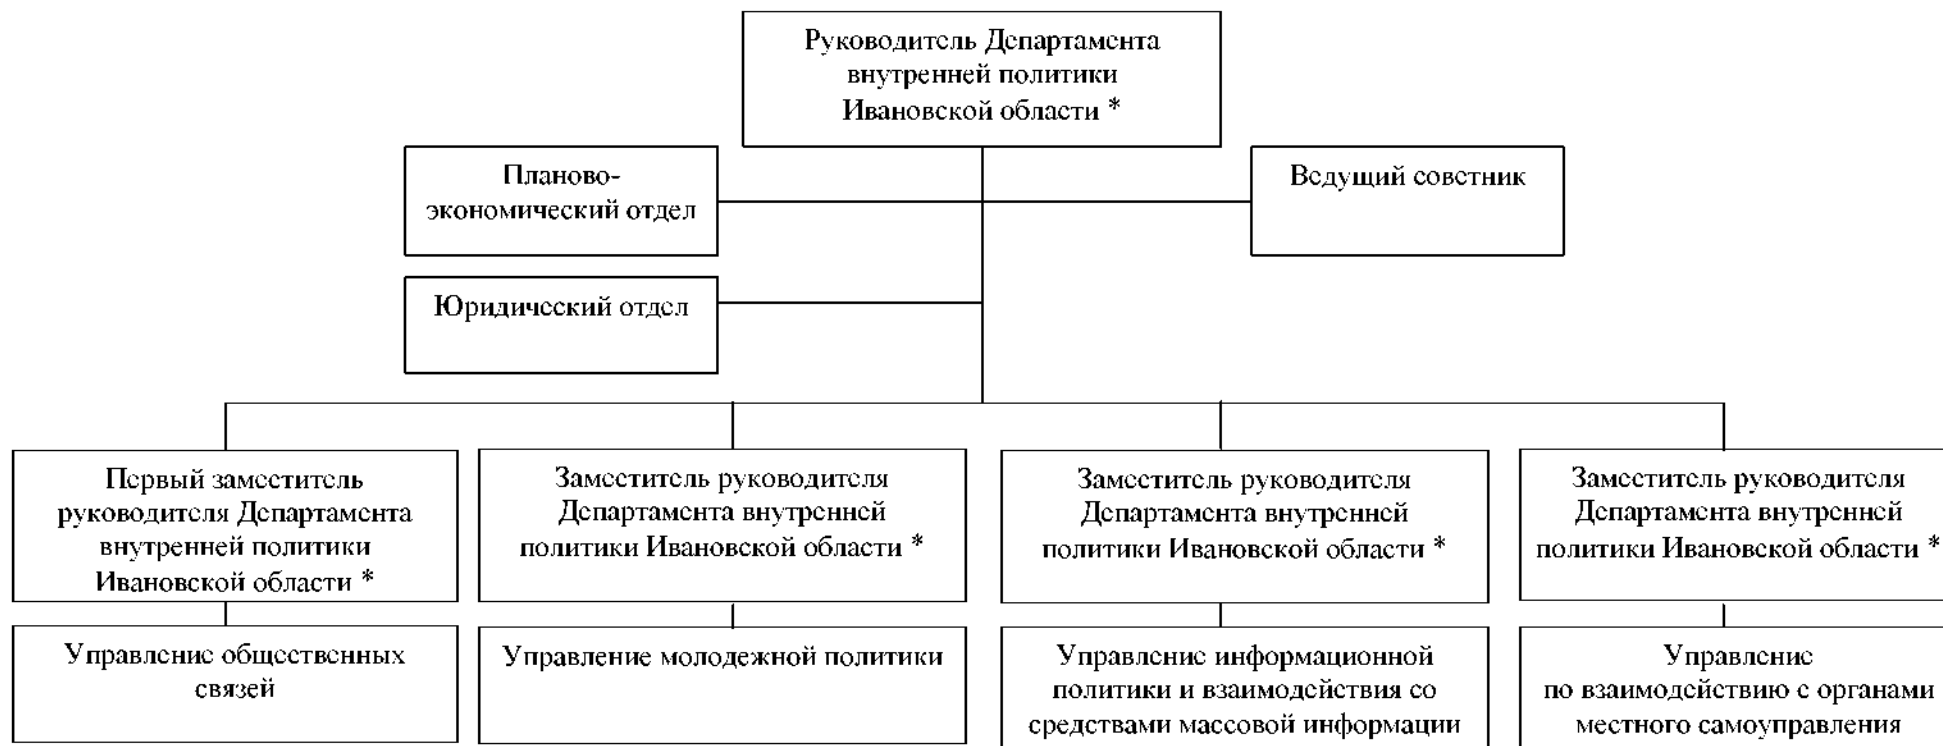 Руководитель Департамента
внутренней политики
Ивановской области *
Планово-
экономический отдел
Ведущий советник
Юридический отдел
Первый заместитель
руководителя Департамента
внутренней политики
Ивановской области *
Заместитель руководителя
Департамента внутренней
политики Ивановской области *
Заместитель руководителя
Департамента внутренней
политики Ивановской области *
Заместитель руководителя
Департамента внутренней
политики Ивановской области *
Управление общественных
связей
Управление молодежной политики
Управление информационной
политики и взаимодействия со
средствами массовой информации
Управление
по взаимодействию с органами
местного самоуправления